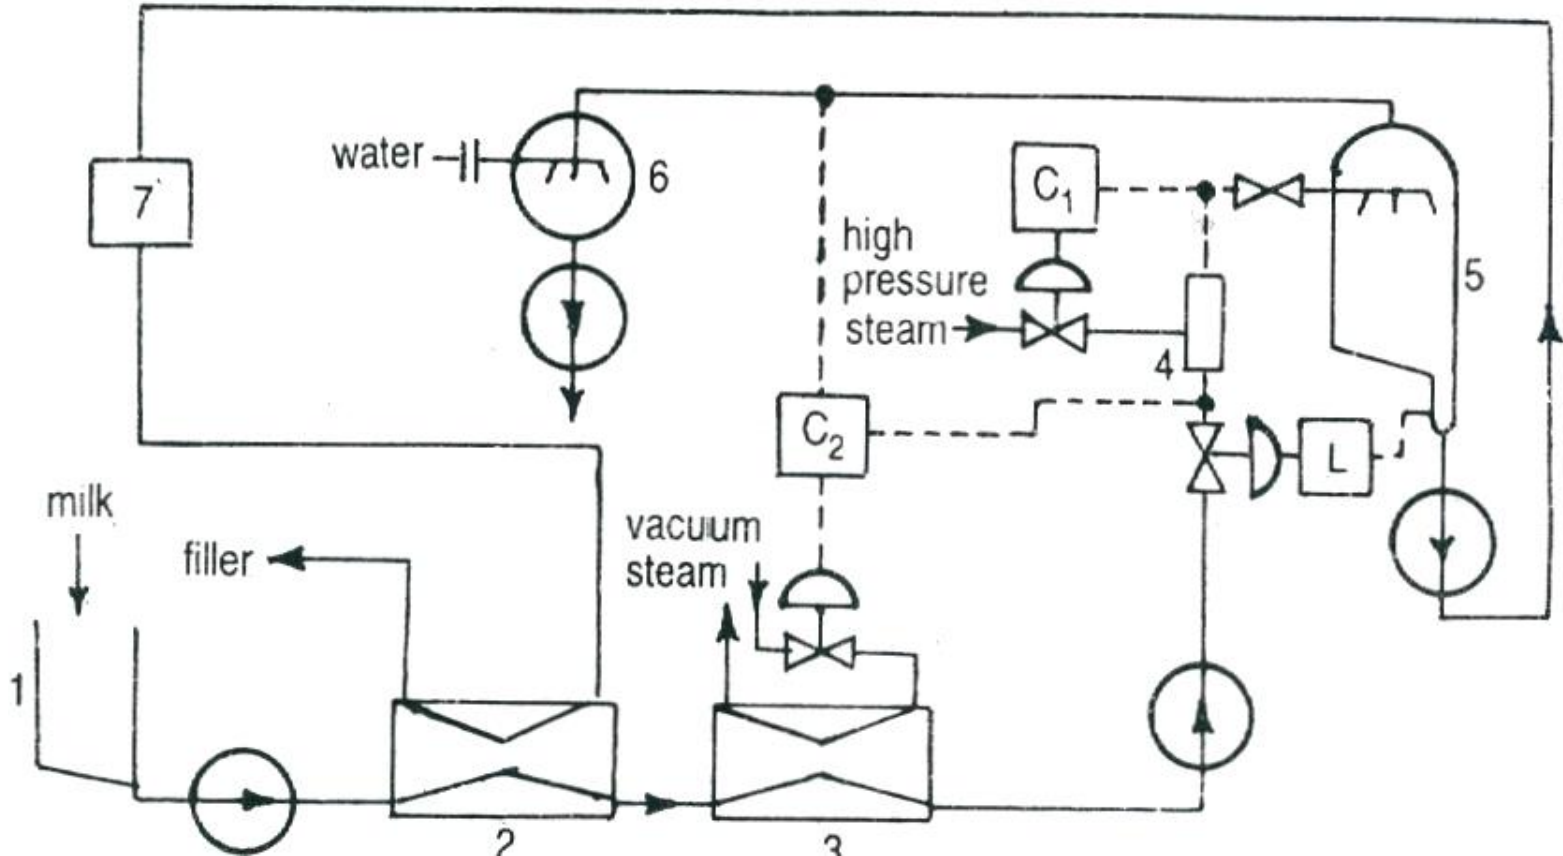 water
6
7
C1
high
pressure
steam
4
5
C2
L
milk
filler
vacuum
steam
1
2
3